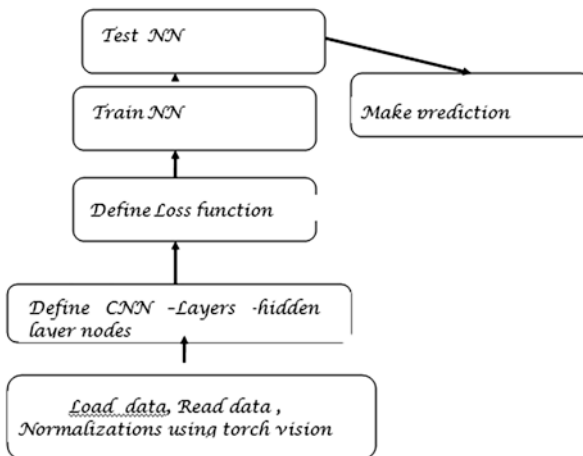 Test NN
Train NN
Make prediction
Define Loss function
Define CNN –Layers -hidden
layer nodes
Load data, Read data ,
Normalizations using torch vision